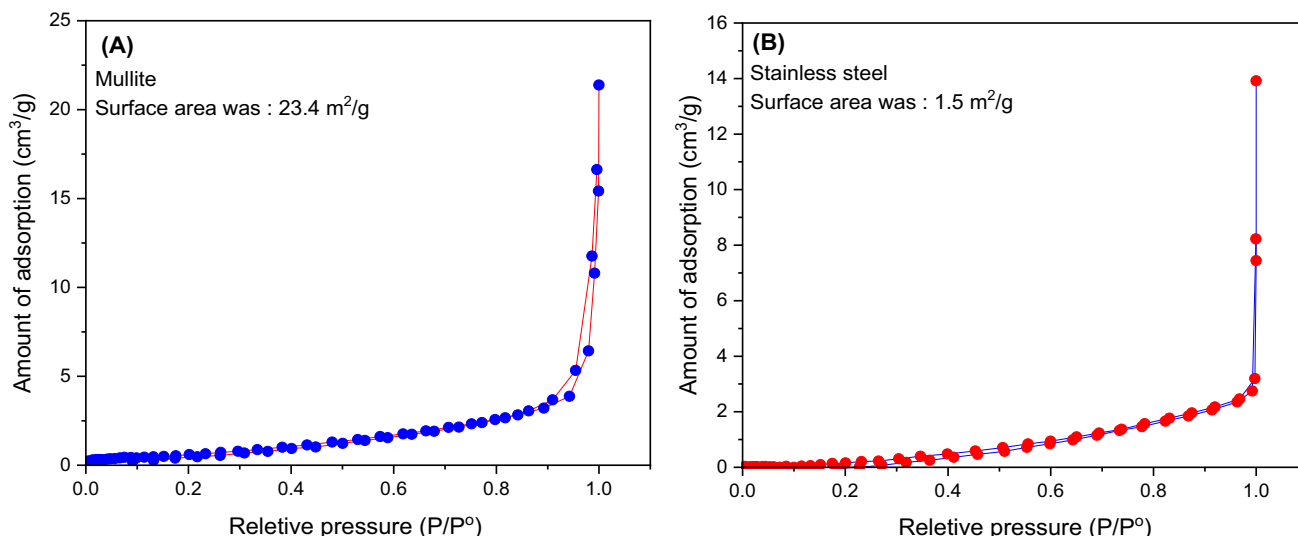 (A)
Mullite
Surface area was : 23.4 m²/g
Amount of adsorption (cm³/g)
25
20
15
10
5
0
0.0 0.2 0.4 0.6 0.8 1.0
Reletive pressure (P/Pº)
(B)
Stainless steel
Surface area was : 1.5 m²/g
Amount of adsorption (cm³/g)
16
14
12
10
8
6
4
2
0
0.0 0.2 0.4 0.6 0.8 1.0
Reletive pressure (P/Pº)